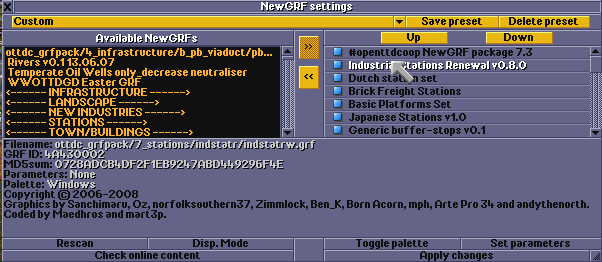 NewGRF settings
Custom
Save preset
Delete preset
Available NewGRFs
ottdc_grfpack/4_infrastructure/b_pb_viaduct/pb...
Rivers v0.1 13.06.07
Temperate Oil Wells only_decrease neutraliser
WWOTTDGD Easter GRF
<------ INFRASTRUCTURE ------>
<------ LANDSCAPE ------>
<------ NEW INDUSTRIES ------>
<------ STATIONS ------>
<------ TOWN/BUILDINGS ------>
>>
<<
Up
Down
#openttdcoop NewGRF package 7.3
Industrial Stations Renewal v0.8.0
Dutch station set
Brick Freight Stations
Basic Platforms Set
Japanese Stations v1.0
Generic buffer-stops v0.1
Filename: ottdc_grfpack/7_stations/indstatr/indstatrw.grf
GRF ID: 4A430002
MD5sum: 0728ADCB4DF2F1EB9247ABD449296F4E
Parameters: None
Palette: Windows
Copyright © 2006-2008
Graphics by Sanchimaru, Oz, norfolksouthern37, Zimmlock, Ben_K, Born Acorn, mph, Arte Pro 34 and andythenorth.
Coded by Maedhros and mart3p.
Rescan
Disp. Mode
Toggle palette
Set parameters
Check online content
Apply changes